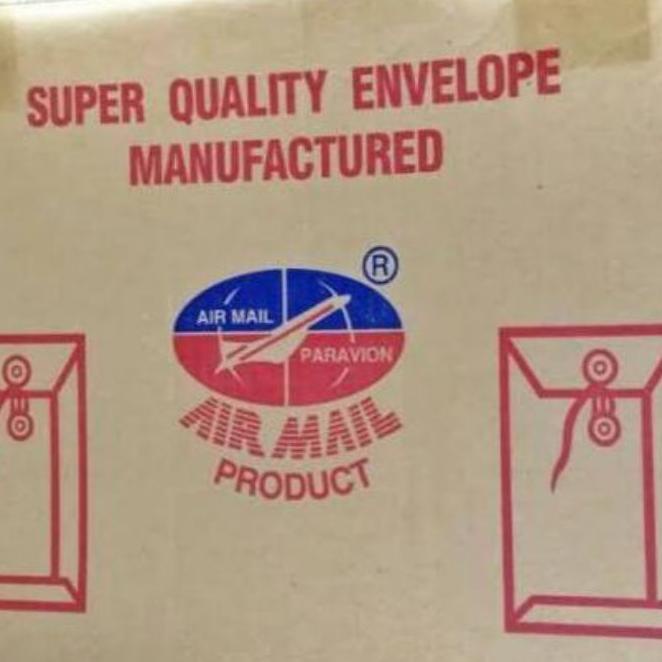 SUPER QUALITY ENVELOPE
MANUFACTURED
®
AIR MAIL
PARAVION
AIR MAIL
PRODUCT